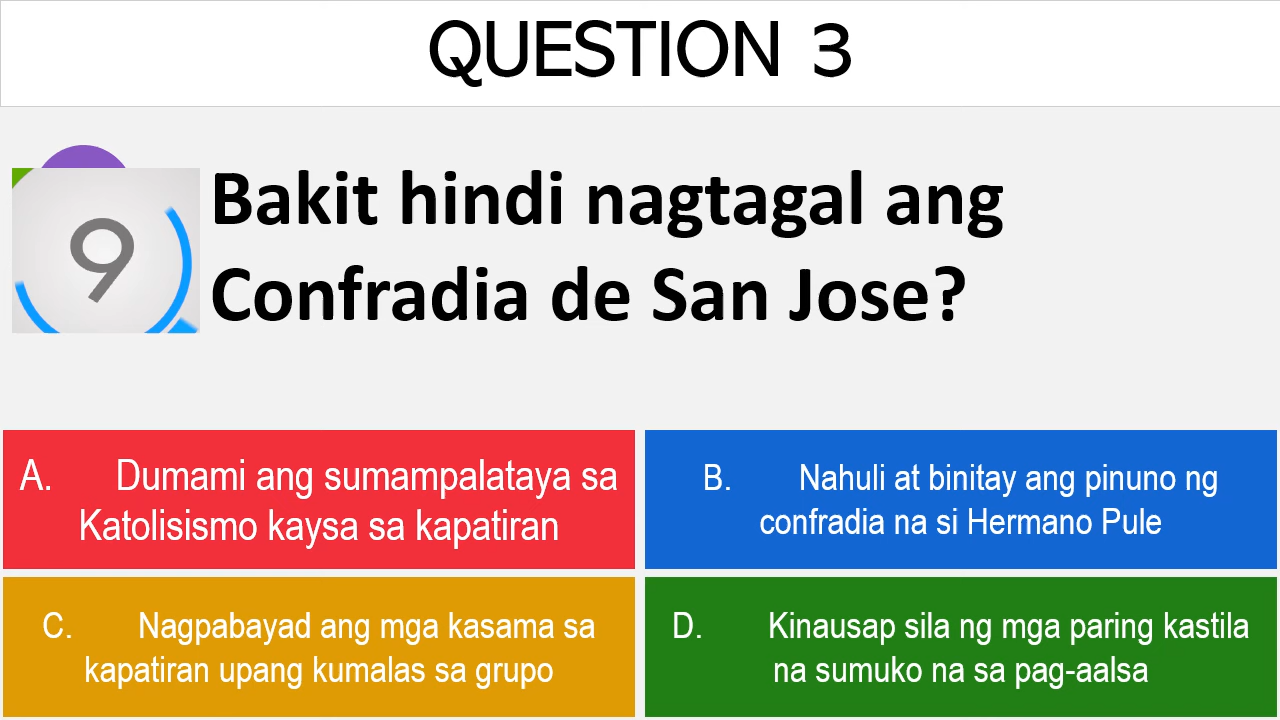 QUESTION 3
9
Bakit hindi nagtagal ang
Confradia de San Jose?
A. Dumami ang sumampalataya sa
Katolisismo kaysa sa kapatiran
B. Nahuli at binitay ang pinuno ng
confradia na si Hermano Pule
C. Nagpabayad ang mga kasama sa
kapatiran upang kumalas sa grupo
D. Kinausap sila ng mga paring kastila
na sumuko na sa pag-aalsa